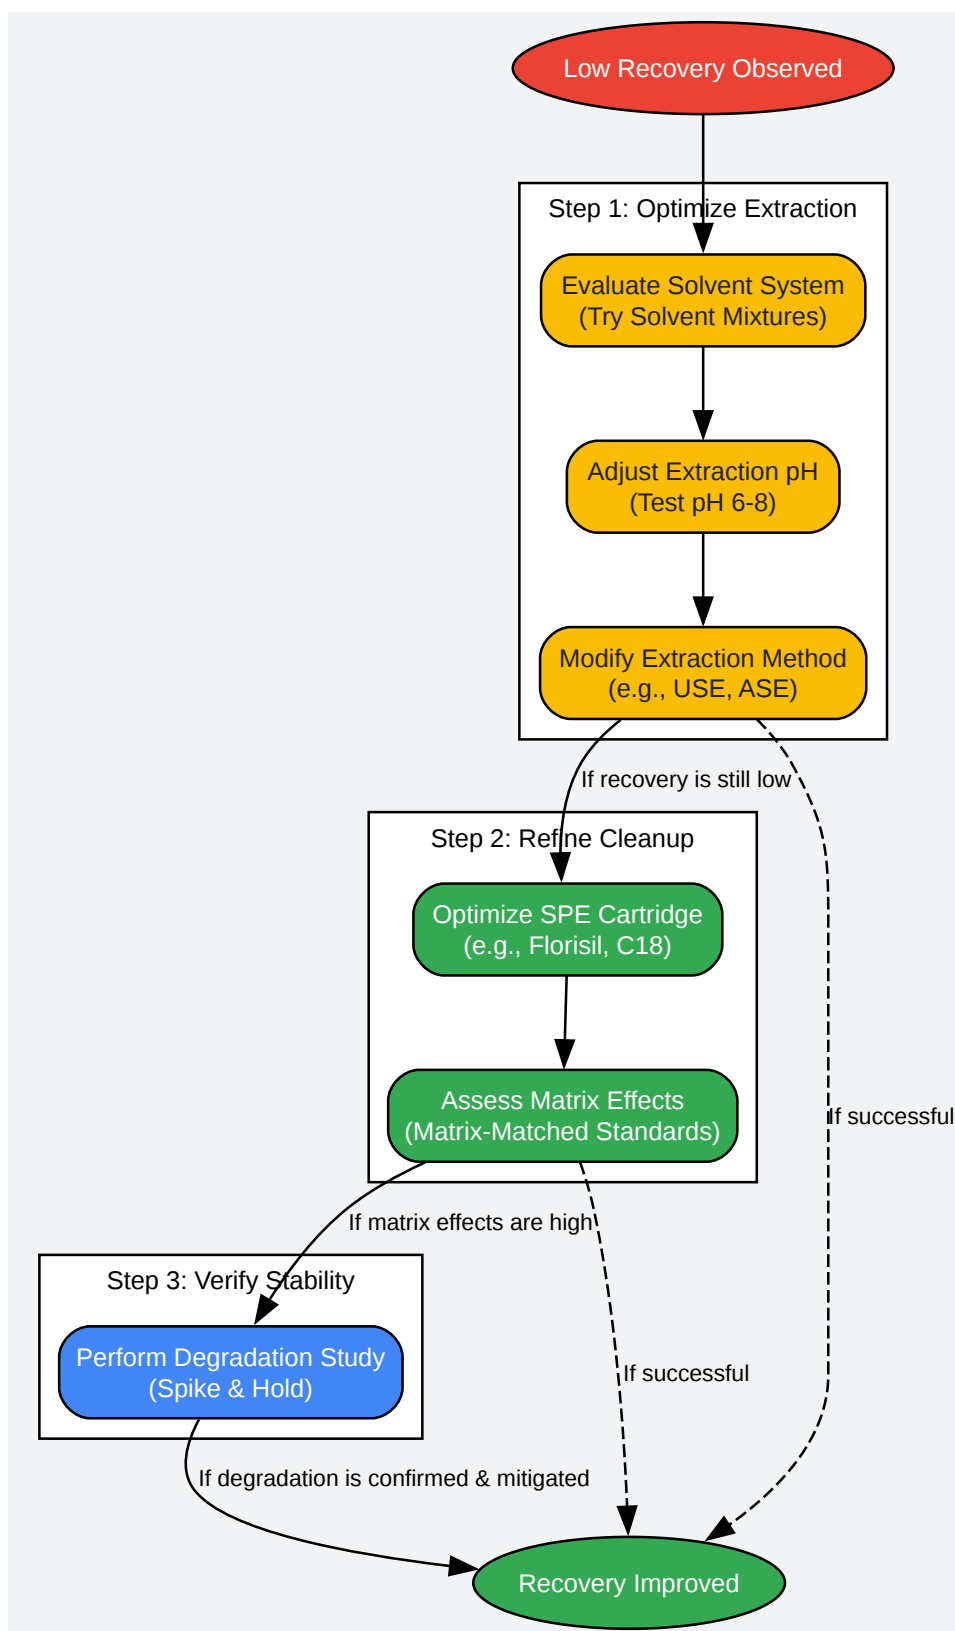 Low Recovery Observed
Step 1: Optimize Extraction
Evaluate Solvent System
(Try Solvent Mixtures)
Adjust Extraction pH
(Test pH 6-8)
Modify Extraction Method
(e.g., USE, ASE)
If recovery is still low
Step 2: Refine Cleanup
Optimize SPE Cartridge
(e.g., Florisil, C18)
Assess Matrix Effects
(Matrix-Matched Standards)
If successful
If matrix effects are high
Step 3: Verify Stability
Perform Degradation Study
(Spike & Hold)
If successful
If degradation is confirmed & mitigated
Recovery Improved